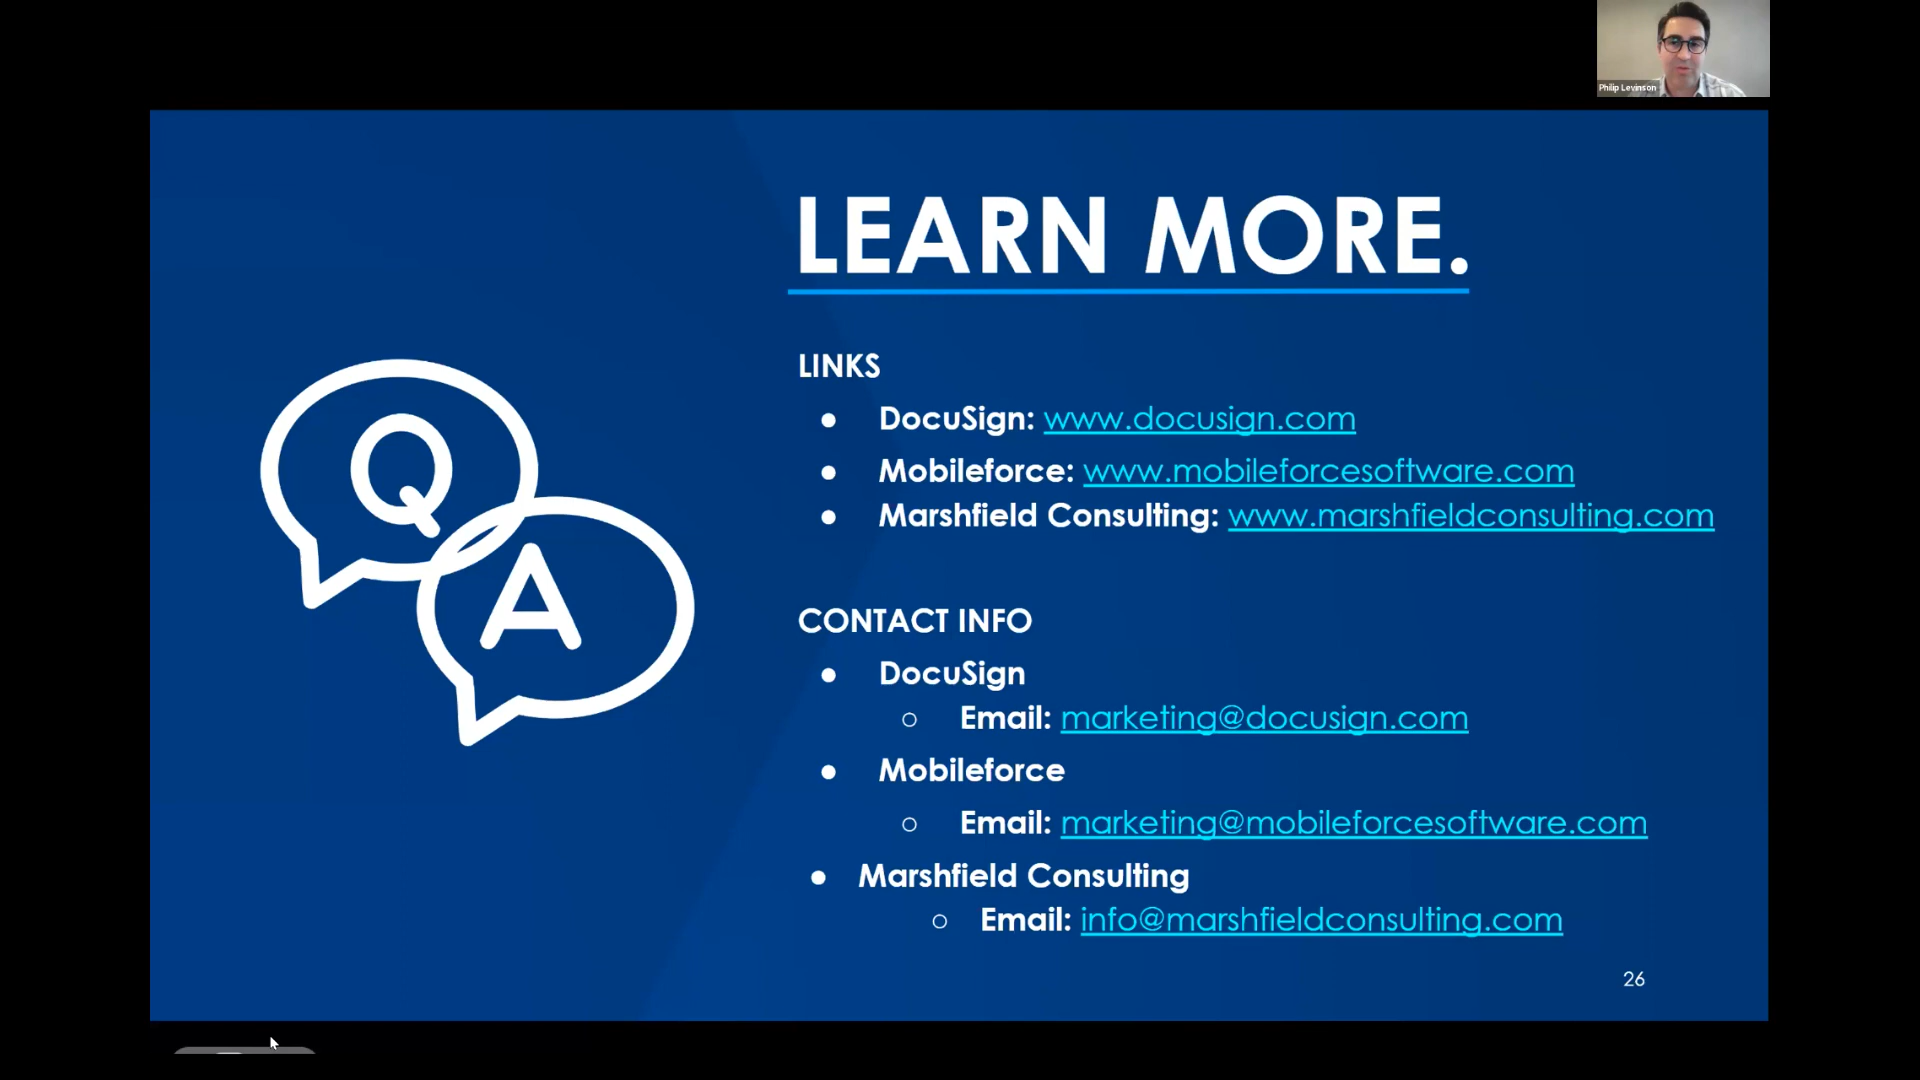 Philip Levinson
LEARN MORE.
LINKS
● DocuSign: www.docusign.com
● Mobileforce: www.mobileforcesoftware.com
● Marshfield Consulting: www.marshfieldconsulting.com
Q
A
CONTACT INFO
● DocuSign
○ Email: marketing@docusign.com
● Mobileforce
○ Email: marketing@mobileforcesoftware.com
● Marshfield Consulting
○ Email: info@marshfieldconsulting.com
26